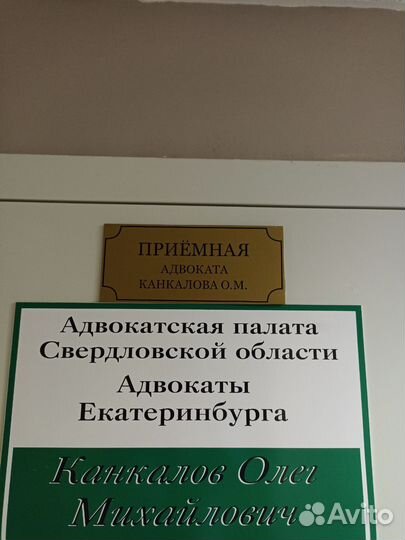 ПРИЁМНАЯ
АДВОКАТА
КАНКАЛОВА О.М.
Адвокатская палата
Свердловской области
Адвокаты
Екатеринбурга
Канкалов Олег
Михайлович
Avito